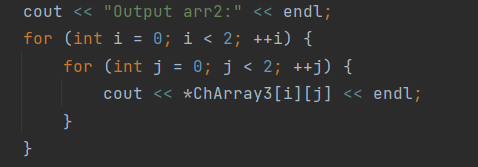 cout << "Output arr2:" << endl;
for (int i = 0; i < 2; ++i) {
    for (int j = 0; j < 2; ++j) {
        cout << *ChArray3[i][j] << endl;
    }
}